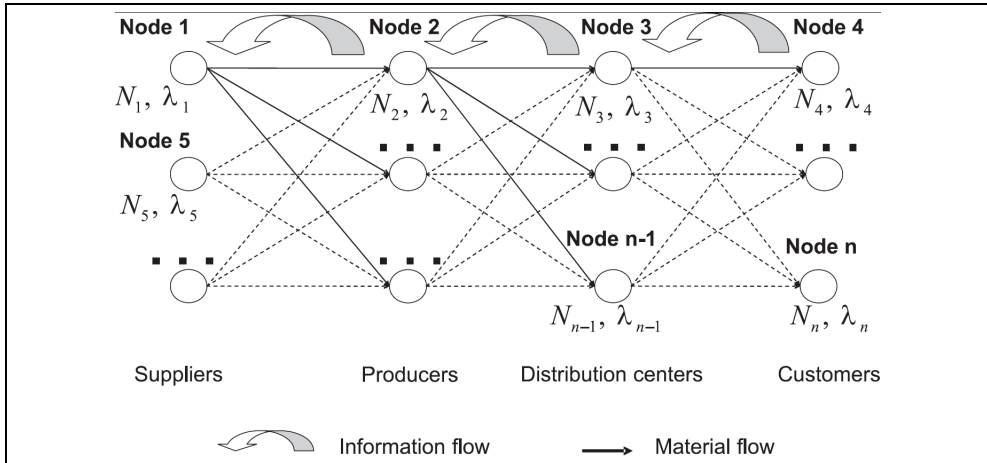 Node 1 Node 2 Node 3 Node 4
N₁, λ₁ N₂, λ₂ N₃, λ₃ N₄, λ₄
Node 5 ... ... ...
N₅, λ₅
Node n-1 Node n
... ...
Nₙ₋₁, λₙ₋₁ Nₙ, λₙ
Suppliers Producers Distribution centers Customers
Information flow Material flow